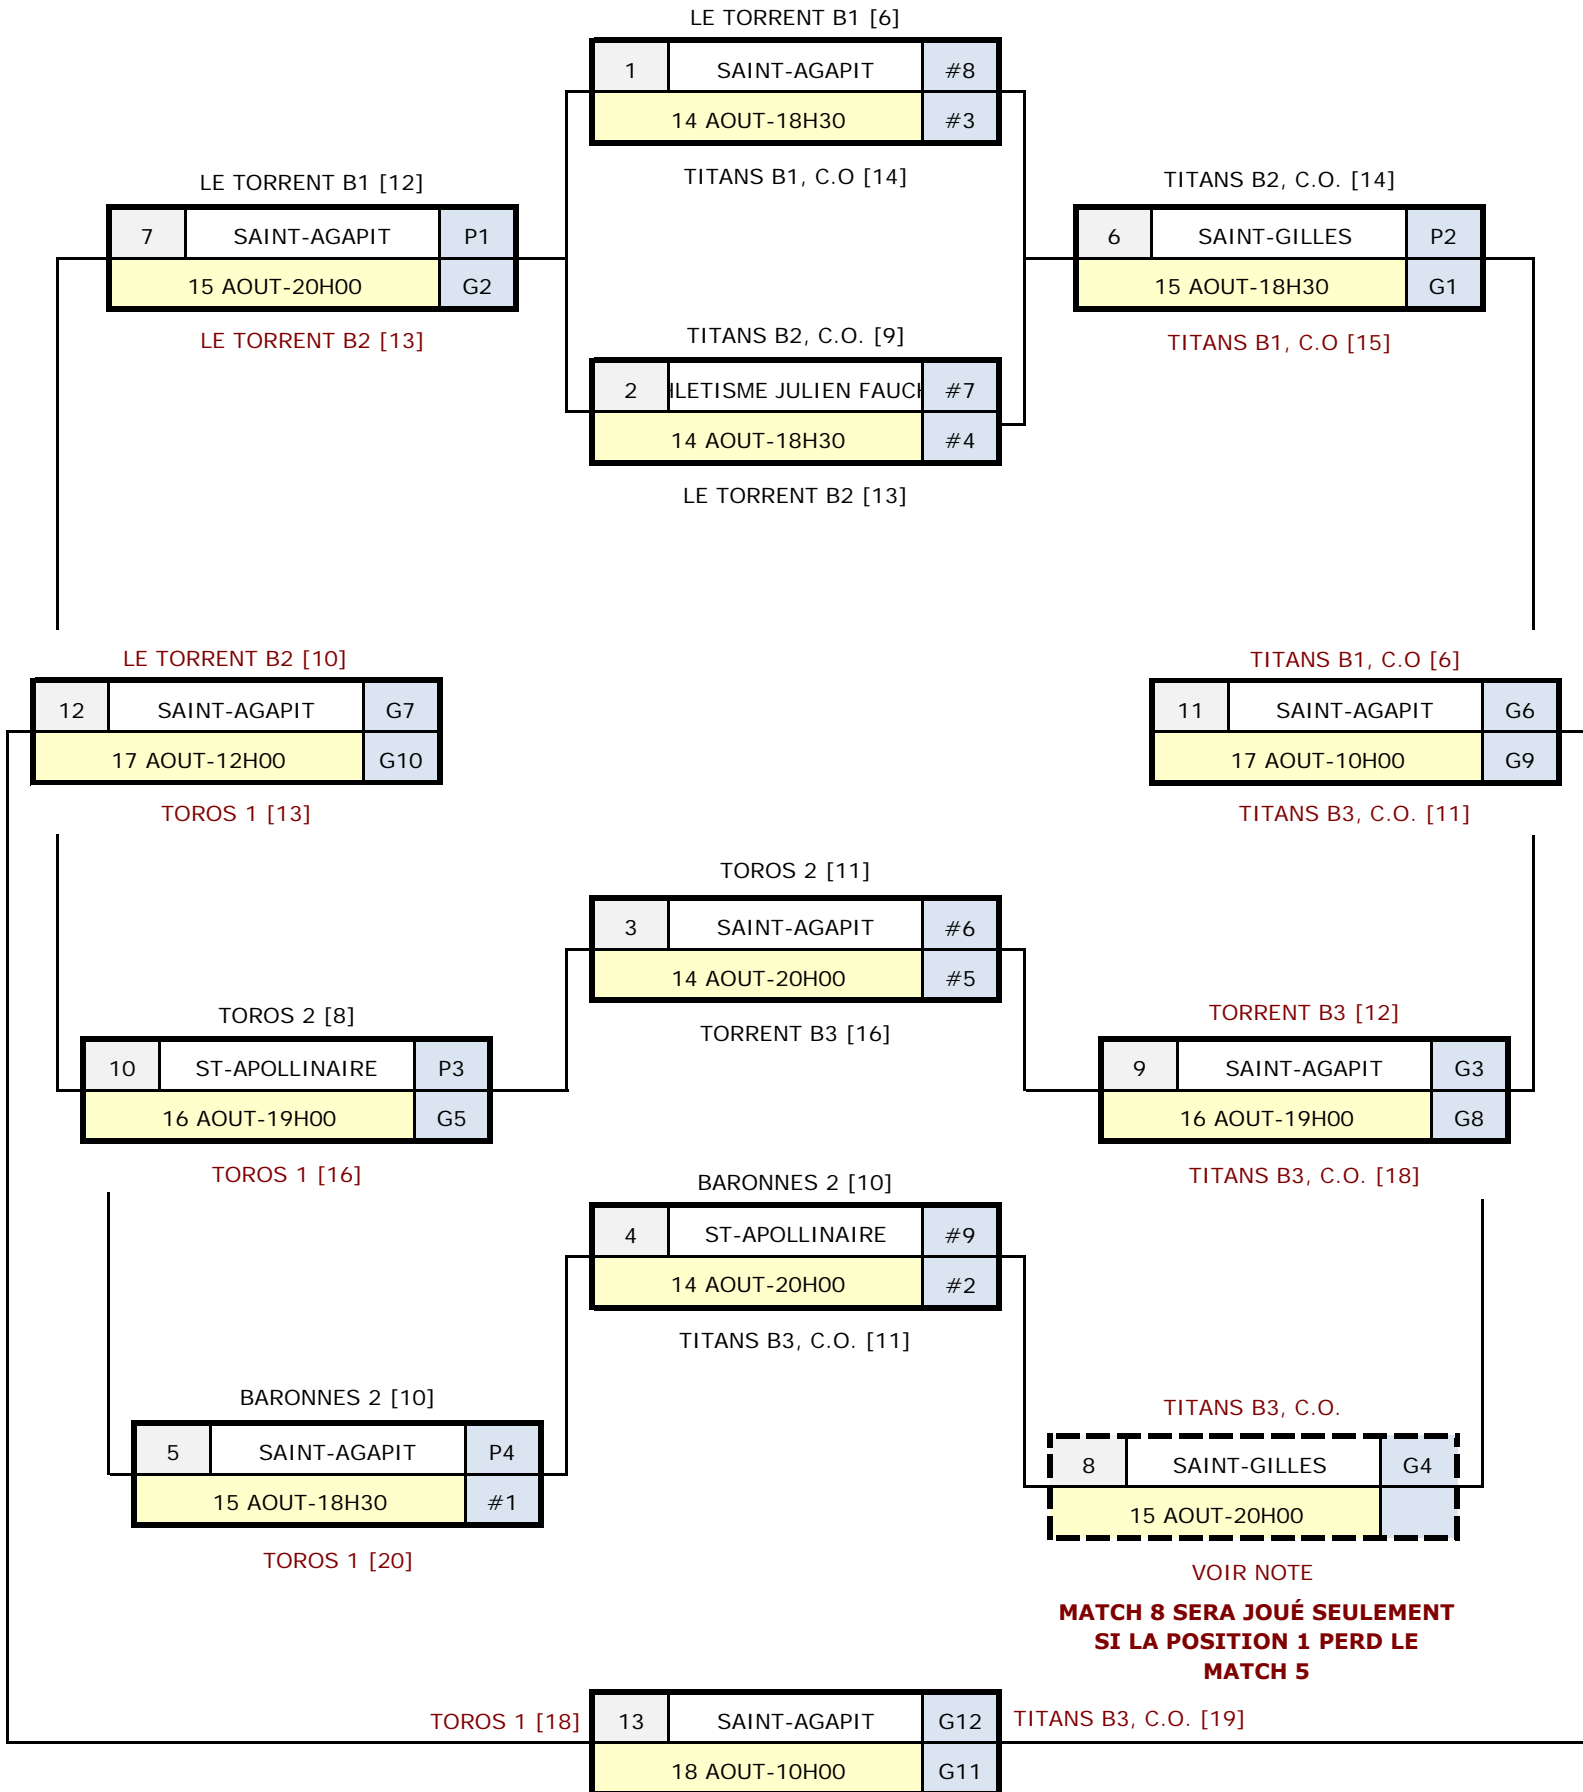 LE TORRENT B1 [6]
1 SAINT-AGAPIT #8
14 AOUT-18H30 #3
TITANS B1, C.O [14]
LE TORRENT B1 [12]
7 SAINT-AGAPIT P1
15 AOUT-20H00 G2
LE TORRENT B2 [13]
TITANS B2, C.O. [14]
6 SAINT-GILLES P2
15 AOUT-18H30 G1
TITANS B1, C.O [15]
TITANS B2, C.O. [9]
2 HLETISME JULIEN FAUCH #7
14 AOUT-18H30 #4
LE TORRENT B2 [13]
LE TORRENT B2 [10]
12 SAINT-AGAPIT G7
17 AOUT-12H00 G10
TOROS 1 [13]
TITANS B1, C.O [6]
11 SAINT-AGAPIT G6
17 AOUT-10H00 G9
TITANS B3, C.O. [11]
TOROS 2 [11]
3 SAINT-AGAPIT #6
14 AOUT-20H00 #5
TORRENT B3 [16]
TOROS 2 [8]
10 ST-APOLLINAIRE P3
16 AOUT-19H00 G5
TOROS 1 [16]
TORRENT B3 [12]
9 SAINT-AGAPIT G3
16 AOUT-19H00 G8
TITANS B3, C.O. [18]
BARONNES 2 [10]
4 ST-APOLLINAIRE #9
14 AOUT-20H00 #2
TITANS B3, C.O. [11]
BARONNES 2 [10]
5 SAINT-AGAPIT P4
15 AOUT-18H30 #1
TOROS 1 [20]
TITANS B3, C.O.
8 SAINT-GILLES G4
15 AOUT-20H00
VOIR NOTE
MATCH 8 SERA JOUÉ SEULEMENT
SI LA POSITION 1 PERD LE
MATCH 5
TOROS 1 [18] 13 SAINT-AGAPIT G12 TITANS B3, C.O. [19]
18 AOUT-10H00 G11